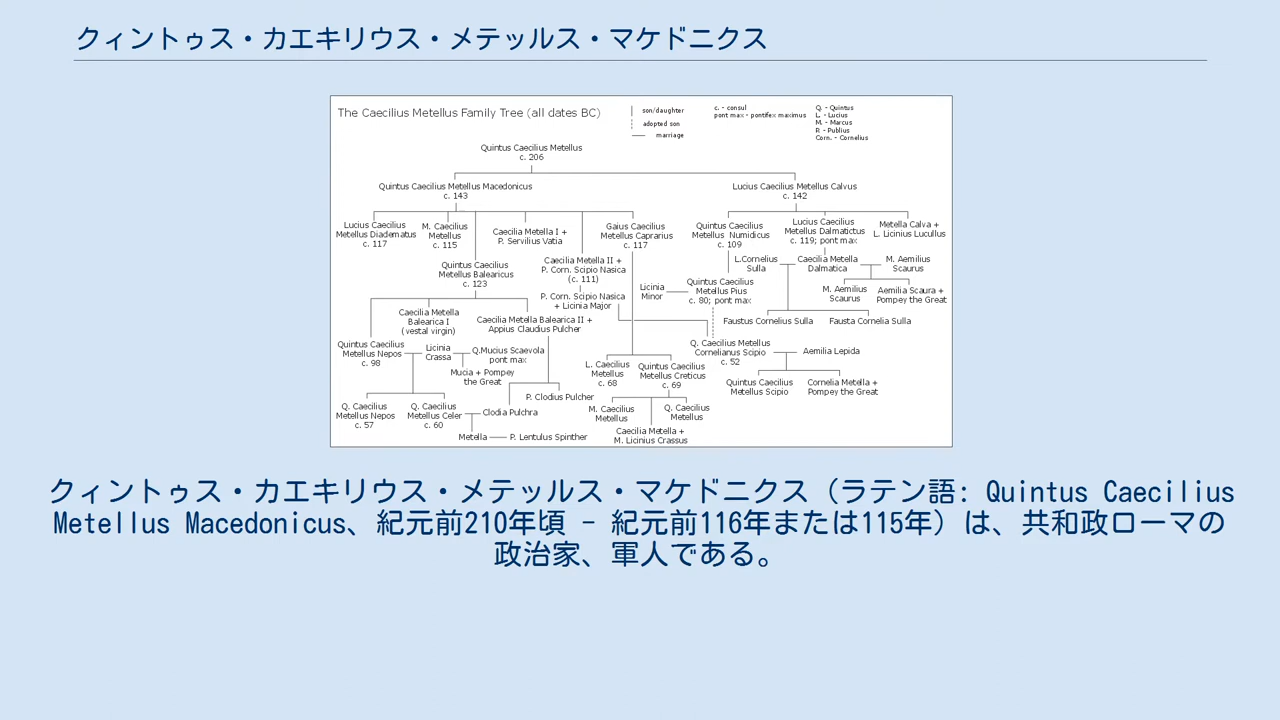 クィントゥス・カエキリウス・メテッルス・マケドニクス
The Caecilius Metellus Family Tree (all dates BC)
son/daughter
adopted son
marriage
c. - consul
pont max - pontifex maximus
Q. - Quintus
L. - Lucius
M. - Marcus
P. - Publius
Corn. - Cornelius
Quintus Caecilius Metellus
c. 206
Quintus Caecilius Metellus Macedonicus
c. 143
Lucius Caecilius Metellus Calvus
c. 142
Lucius Caecilius
Metellus Diadematus
c. 117
M. Caecilius
Metellus
c. 115
Caecilia Metella I +
P. Servilius Vatia
Gaius Caecilius
Metellus Caprarius
c. 117
Quintus Caecilius
Metellus Numidicus
c. 109
Lucius Caecilius
Metellus Dalmatictus
c. 119; pont max
Metella Calva +
L. Licinius Lucullus
Quintus Caecilius
Metellus Balearicus
c. 123
Caecilia Metella II +
P. Corn. Scipio Nasica
(c. 111)
L.Cornelius
Sulla
Caecilia Metella
Dalmatica
M. Aemilius
Scaurus
P. Corn. Scipio Nasica
+ Licinia Major
Licinia
Minor
Quintus Caecilius
Metellus Pius
c. 80; pont max
M. Aemilius
Scaurus
Aemilia Scaura +
Pompey the Great
Caecilia Metella
Balearica I
(vestal virgin)
Caecilia Metella Balearica II +
Appius Claudius Pulcher
Faustus Cornelius Sulla
Fausta Cornelia Sulla
Quintus Caecilius
Metellus Nepos
c. 98
Licinia
Crassa
Q.Mucius Scaevola
pont max
Q. Caecilius Metellus
Cornelianus Scipio
c. 52
Aemilia Lepida
Mucia + Pompey
the Great
L. Caecilius
Metellus
c. 68
Quintus Caecilius
Metellus Creticus
c. 69
Quintus Caecilius
Metellus Scipio
Cornelia Metella +
Pompey the Great
P. Clodius Pulcher
Q. Caecilius
Metellus Nepos
c. 57
Q. Caecilius
Metellus Celer
c. 60
Clodia Pulchra
M. Caecilius
Metellus
Q. Caecilius
Metellus
Metella
P. Lentulus Spinther
Caecilia Metella +
M. Licinius Crassus
クィントゥス・カエキリウス・メテッルス・マケドニクス（ラテン語: Quintus Caecilius
Metellus Macedonicus、紀元前210年頃 - 紀元前116年または115年）は、共和政ローマの
政治家、軍人である。